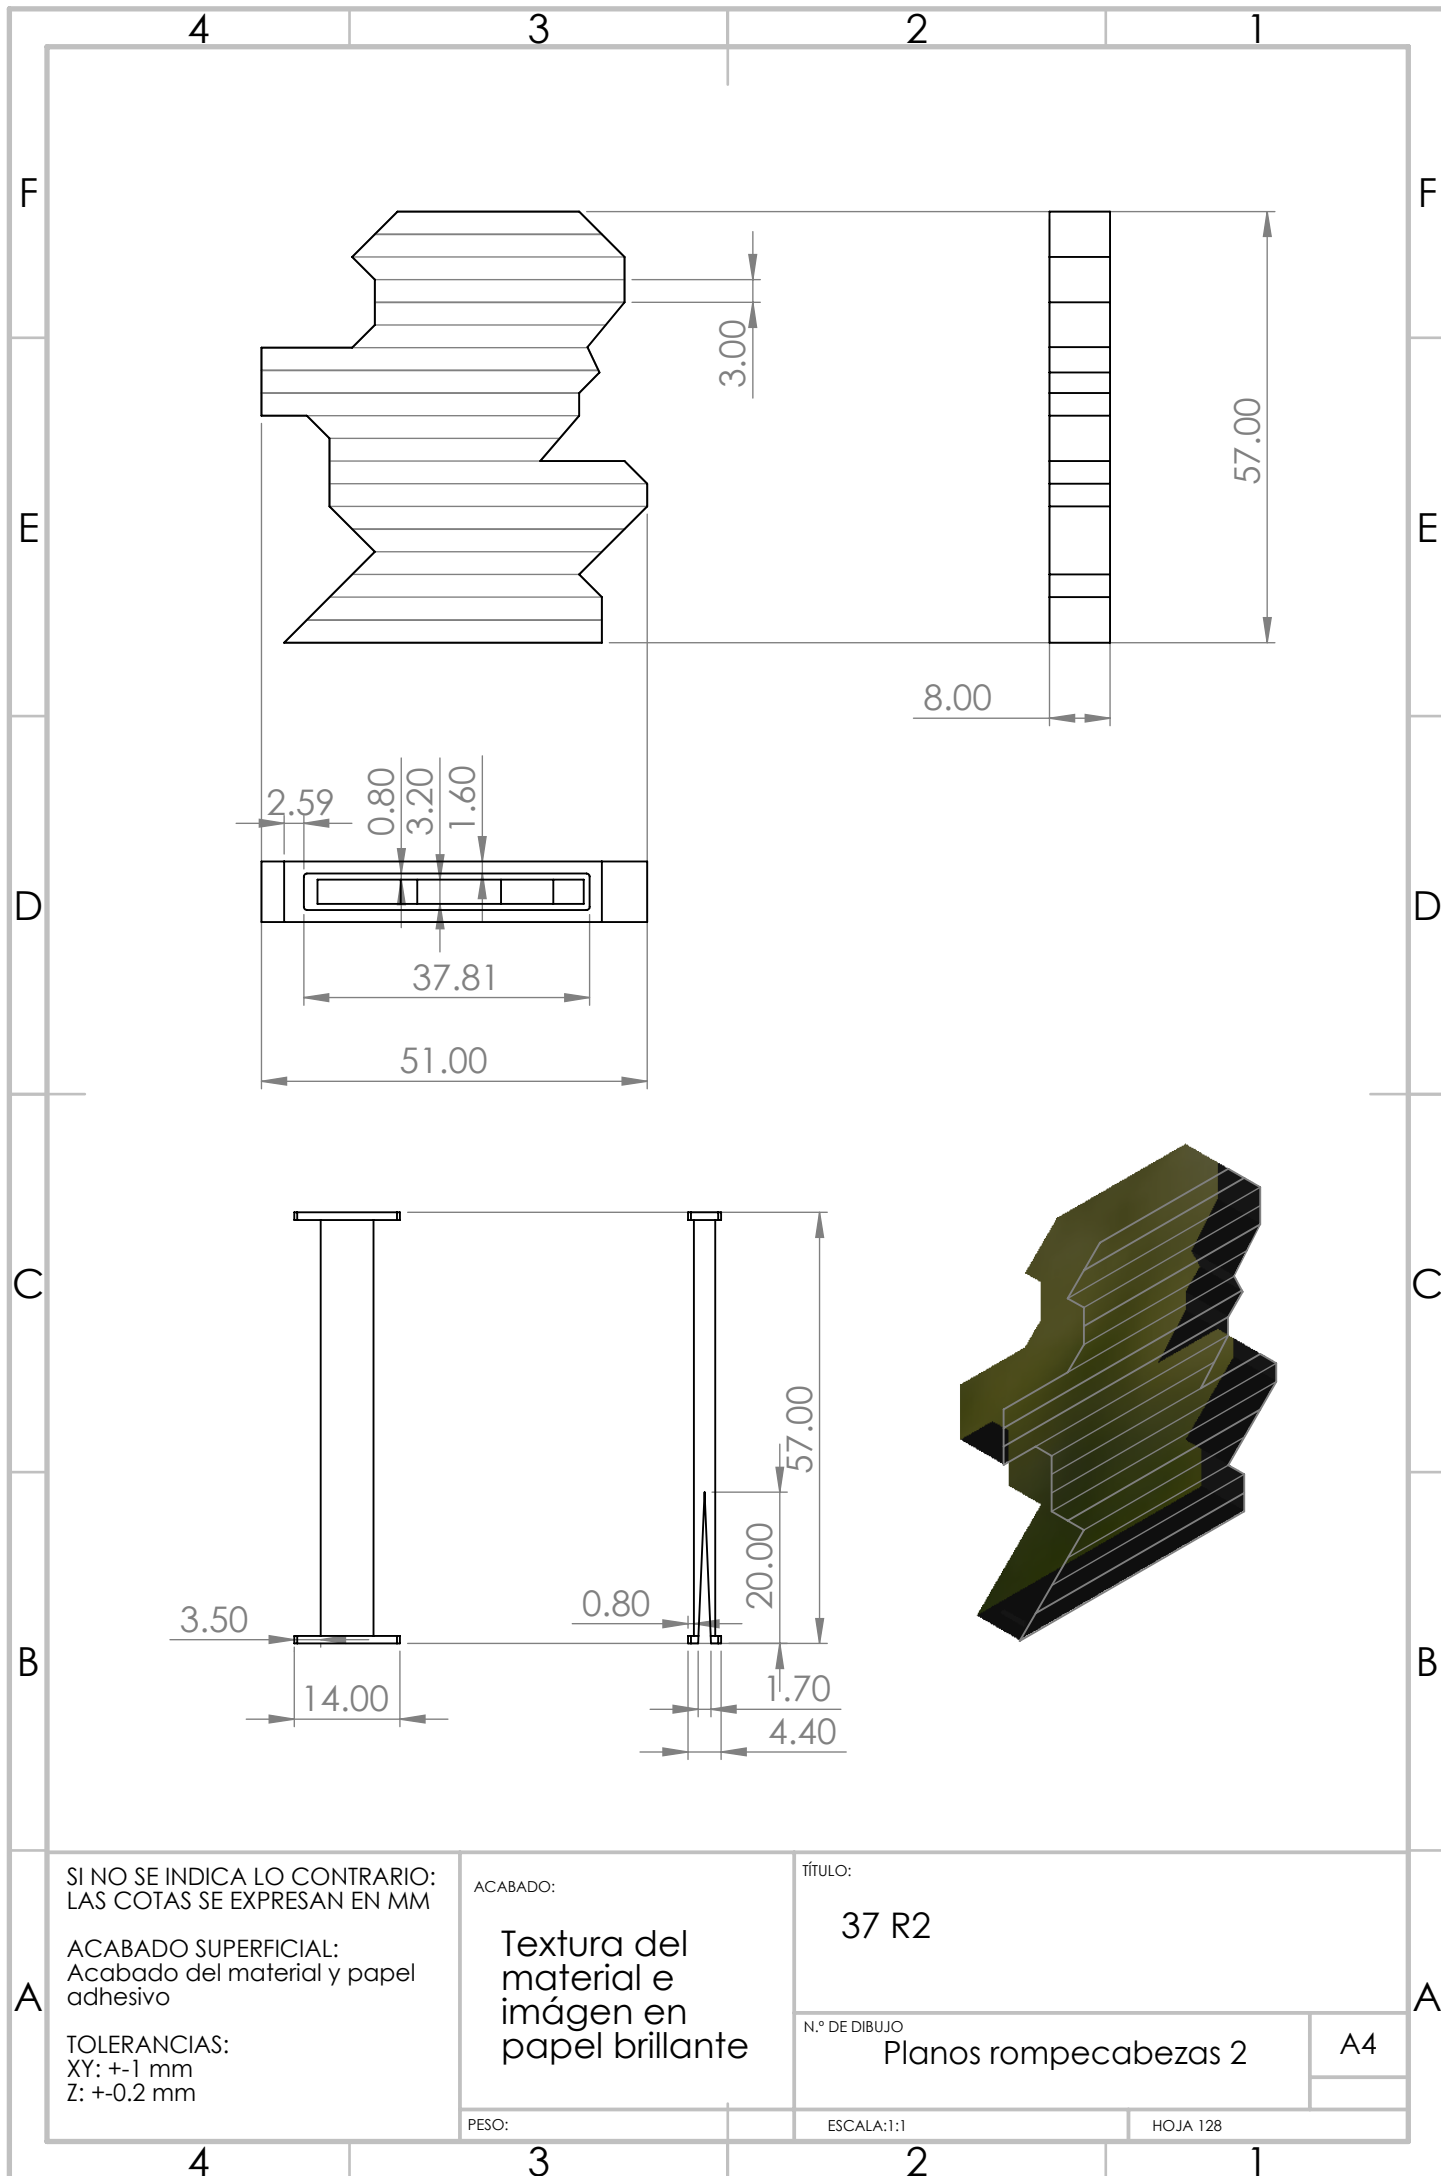 4 3 2 1
F F
3.00
57.00
E E
8.00
2.59 0.80 3.20 1.60
D D
37.81
51.00
C C
57.00
20.00
0.80
3.50
B B
1.70
14.00
4.40
SI NO SE INDICA LO CONTRARIO:
LAS COTAS SE EXPRESAN EN MM
ACABADO SUPERFICIAL:
Acabado del material y papel
adhesivo
TOLERANCIAS:
XY: +-1 mm
Z: +-0.2 mm
ACABADO:
Textura del
material e
imágen en
papel brillante
PESO:
TÍTULO:
37 R2
N.º DE DIBUJO
Planos rompecabezas 2
A4
ESCALA:1:1
HOJA 128
A A
4 3 2 1